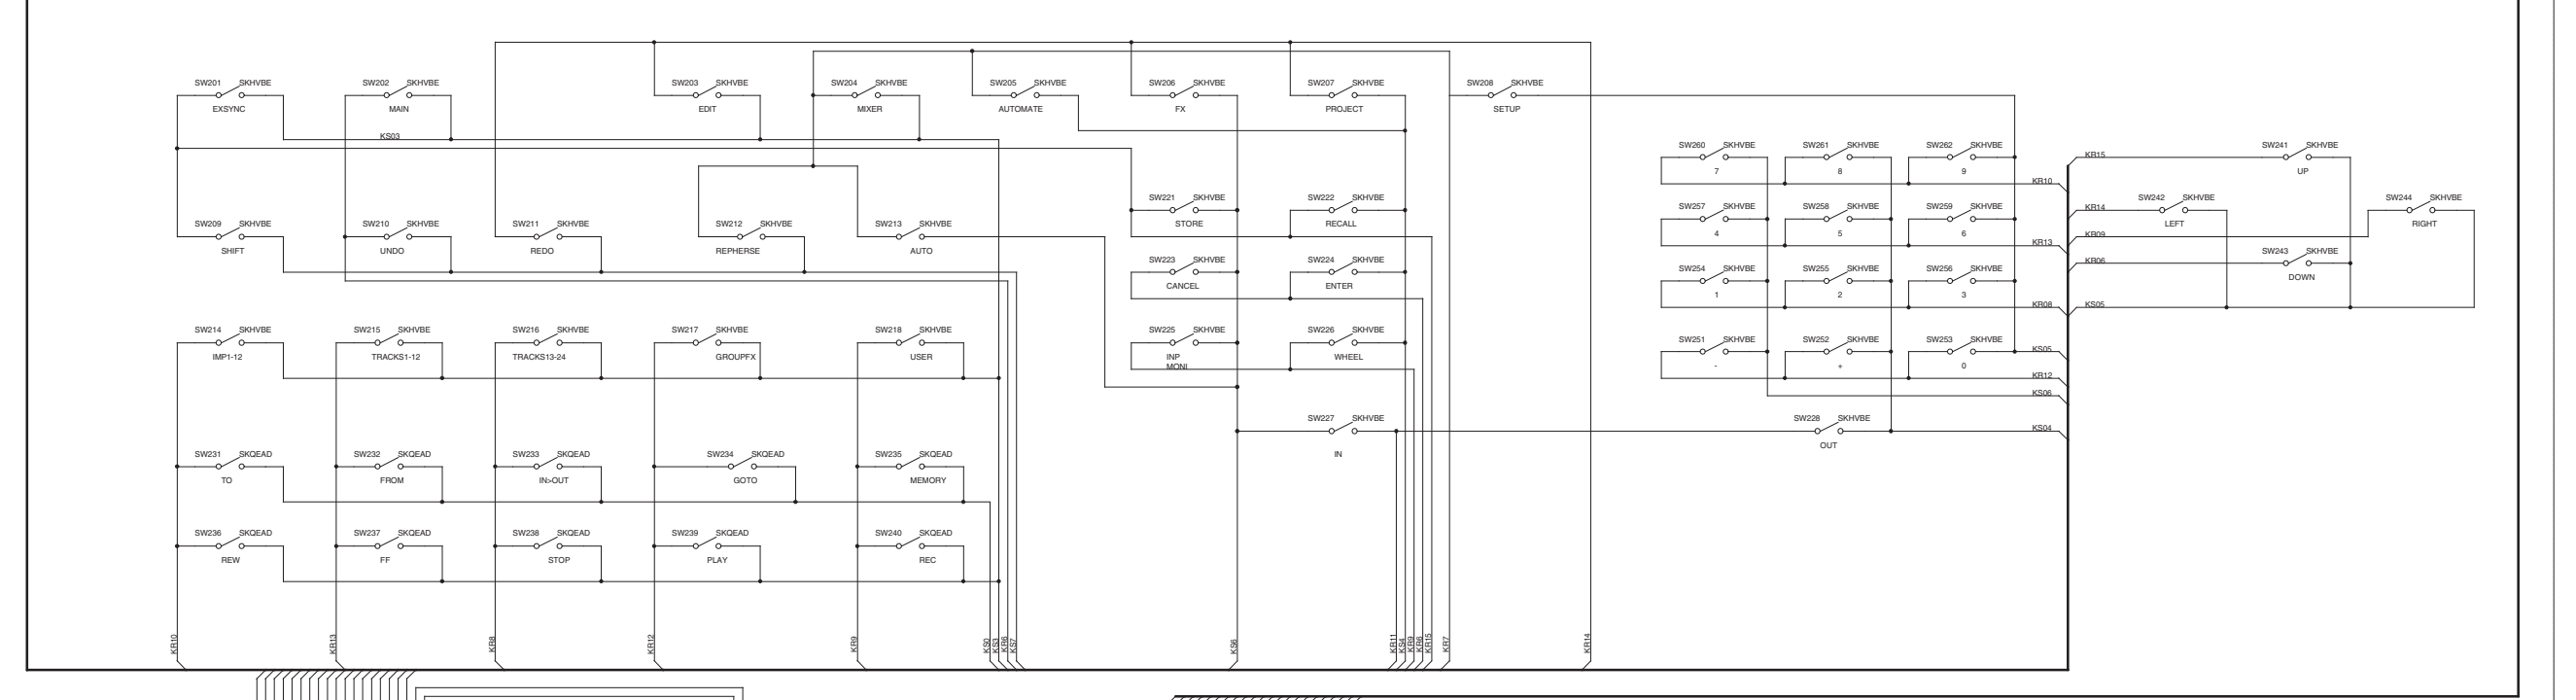 SW201 SKHVBE SW202 SKHVBE SW203 SKHVBE SW204 SKHVBE SW205 SKHVBE SW206 SKHVBE SW207 SKHVBE SW208 SKHVBE
EXSYNC MAIN EDIT MIXER AUTOMATE FX PROJECT SETUP
KS03
SW260 SKHVBE SW261 SKHVBE SW262 SKHVBE KR15 SW241 SKHVBE
7 8 9 UP
KR10
SW221 SKHVBE SW222 SKHVBE SW257 SKHVBE SW258 SKHVBE SW259 SKHVBE KR14 SW242 SKHVBE SW244 SKHVBE
STORE RECALL LEFT RIGHT
SW209 SKHVBE SW210 SKHVBE SW211 SKHVBE SW212 SKHVBE SW213 SKHVBE 4 5 6 KR09
SHIFT UNDO REDO REPHERSE AUTO KR13
SW223 SKHVBE SW224 SKHVBE SW254 SKHVBE SW255 SKHVBE SW256 SKHVBE KR06 SW243 SKHVBE
CANCEL ENTER 1 2 3 DOWN
KR08 KS05
SW214 SKHVBE SW215 SKHVBE SW216 SKHVBE SW217 SKHVBE SW218 SKHVBE SW225 SKHVBE SW226 SKHVBE SW251 SKHVBE SW252 SKHVBE SW253 SKHVBE KS05
IMP1-12 TRACKS1-12 TRACKS13-24 GROUPFX USER INP WHEEL - + 0
MONI KR12
KS06
SW227 SKHVBE SW228 SKHVBE KS04
IN OUT
SW231 SKQEAD SW232 SKQEAD SW233 SKQEAD SW234 SKQEAD SW235 SKQEAD
TO FROM IN>OUT GOTO MEMORY
SW236 SKQEAD SW237 SKQEAD SW238 SKQEAD SW239 SKQEAD SW240 SKQEAD
REW FF STOP PLAY REC
KR10 KR13 KR8 KR12 KR9 KS0 KS3 KR6 KS7 KS6 KR11 KS4 KR9 KR6 KR15 KR7 KR14